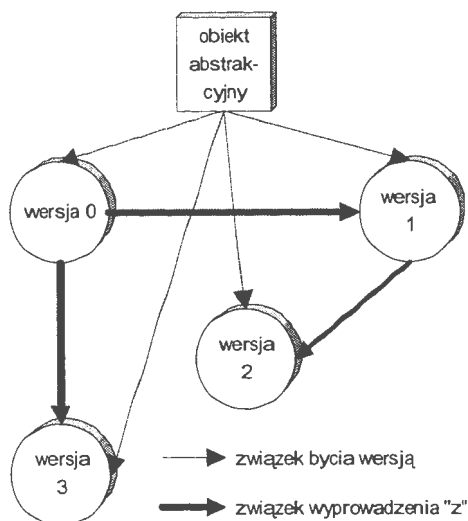 obiekt
abstrak-
cyjny
wersja 0
wersja
1
wersja
2
wersja
3
związek bycia wersją
związek wyprowadzenia "z"